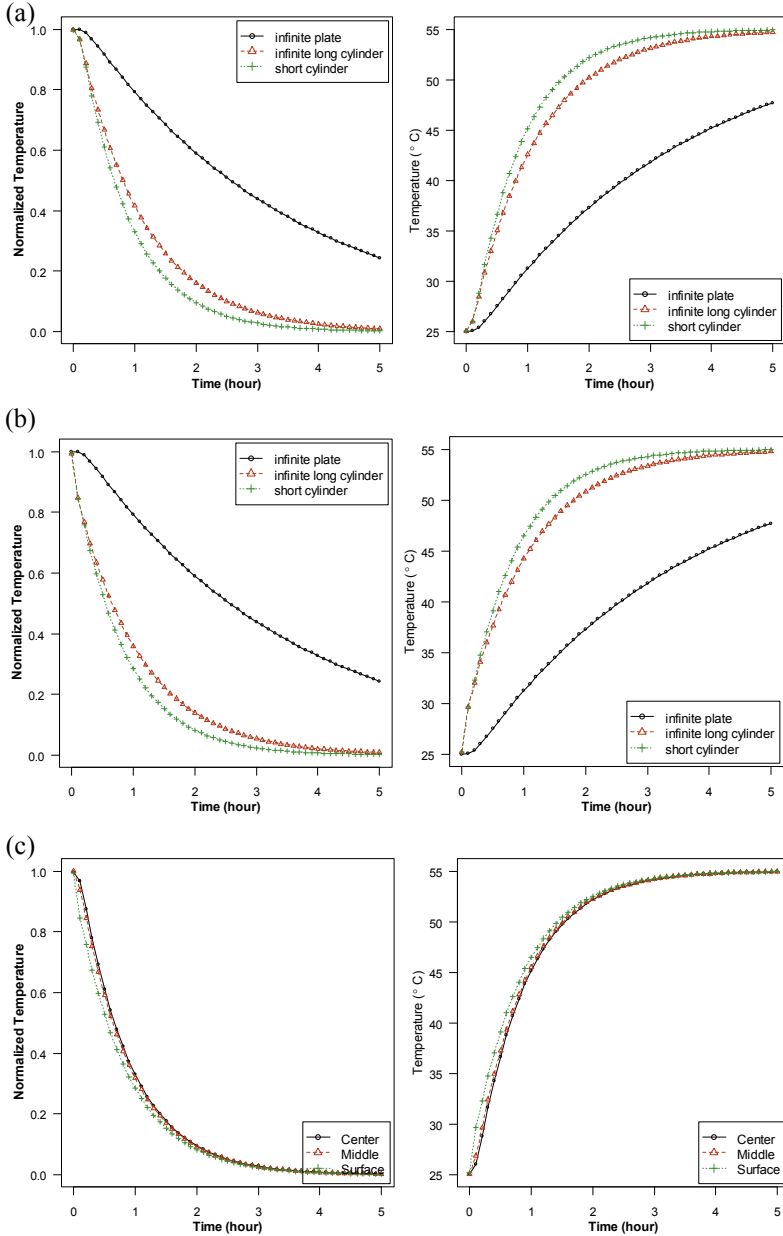 (a)
Normalized Temperature
1.0
0.8
0.6
0.4
0.2
0.0
infinite plate
infinite long cylinder
short cylinder
0 1 2 3 4 5
Time (hour)
Temperature (° C)
55
50
45
40
35
30
25
infinite plate
infinite long cylinder
short cylinder
0 1 2 3 4 5
Time (hour)
(b)
Normalized Temperature
1.0
0.8
0.6
0.4
0.2
0.0
infinite plate
infinite long cylinder
short cylinder
0 1 2 3 4 5
Time (hour)
Temperature (° C)
55
50
45
40
35
30
25
infinite plate
infinite long cylinder
short cylinder
0 1 2 3 4 5
Time (hour)
(c)
Normalized Temperature
1.0
0.8
0.6
0.4
0.2
0.0
Center
Middle
Surface
0 1 2 3 4 5
Time (hour)
Temperature (° C)
55
50
45
40
35
30
25
Center
Middle
Surface
0 1 2 3 4 5
Time (hour)